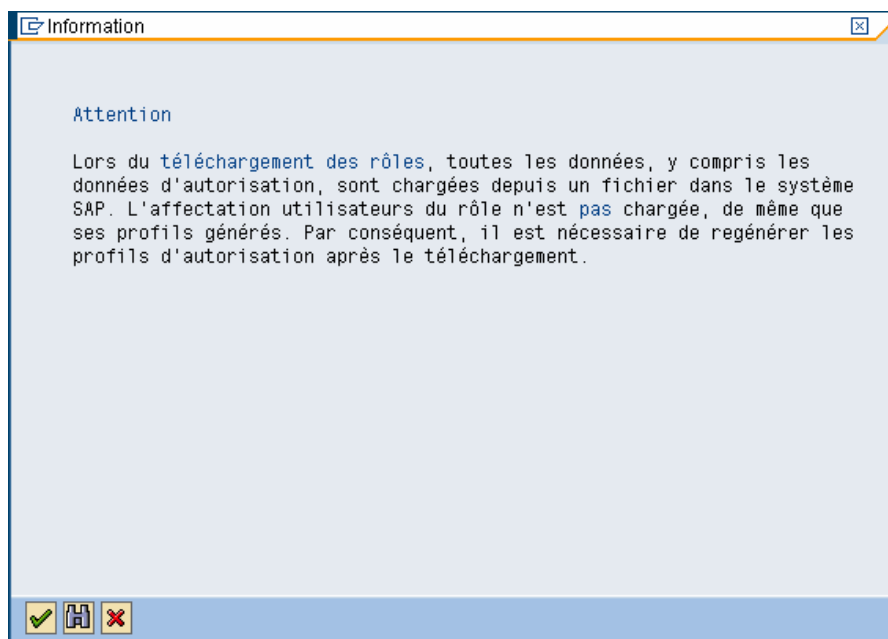 Information
Attention
Lors du téléchargement des rôles, toutes les données, y compris les
données d'autorisation, sont chargées depuis un fichier dans le système
SAP. L'affectation utilisateurs du rôle n'est pas chargée, de même que
ses profils générés. Par conséquent, il est nécessaire de regénérer les
profils d'autorisation après le téléchargement.